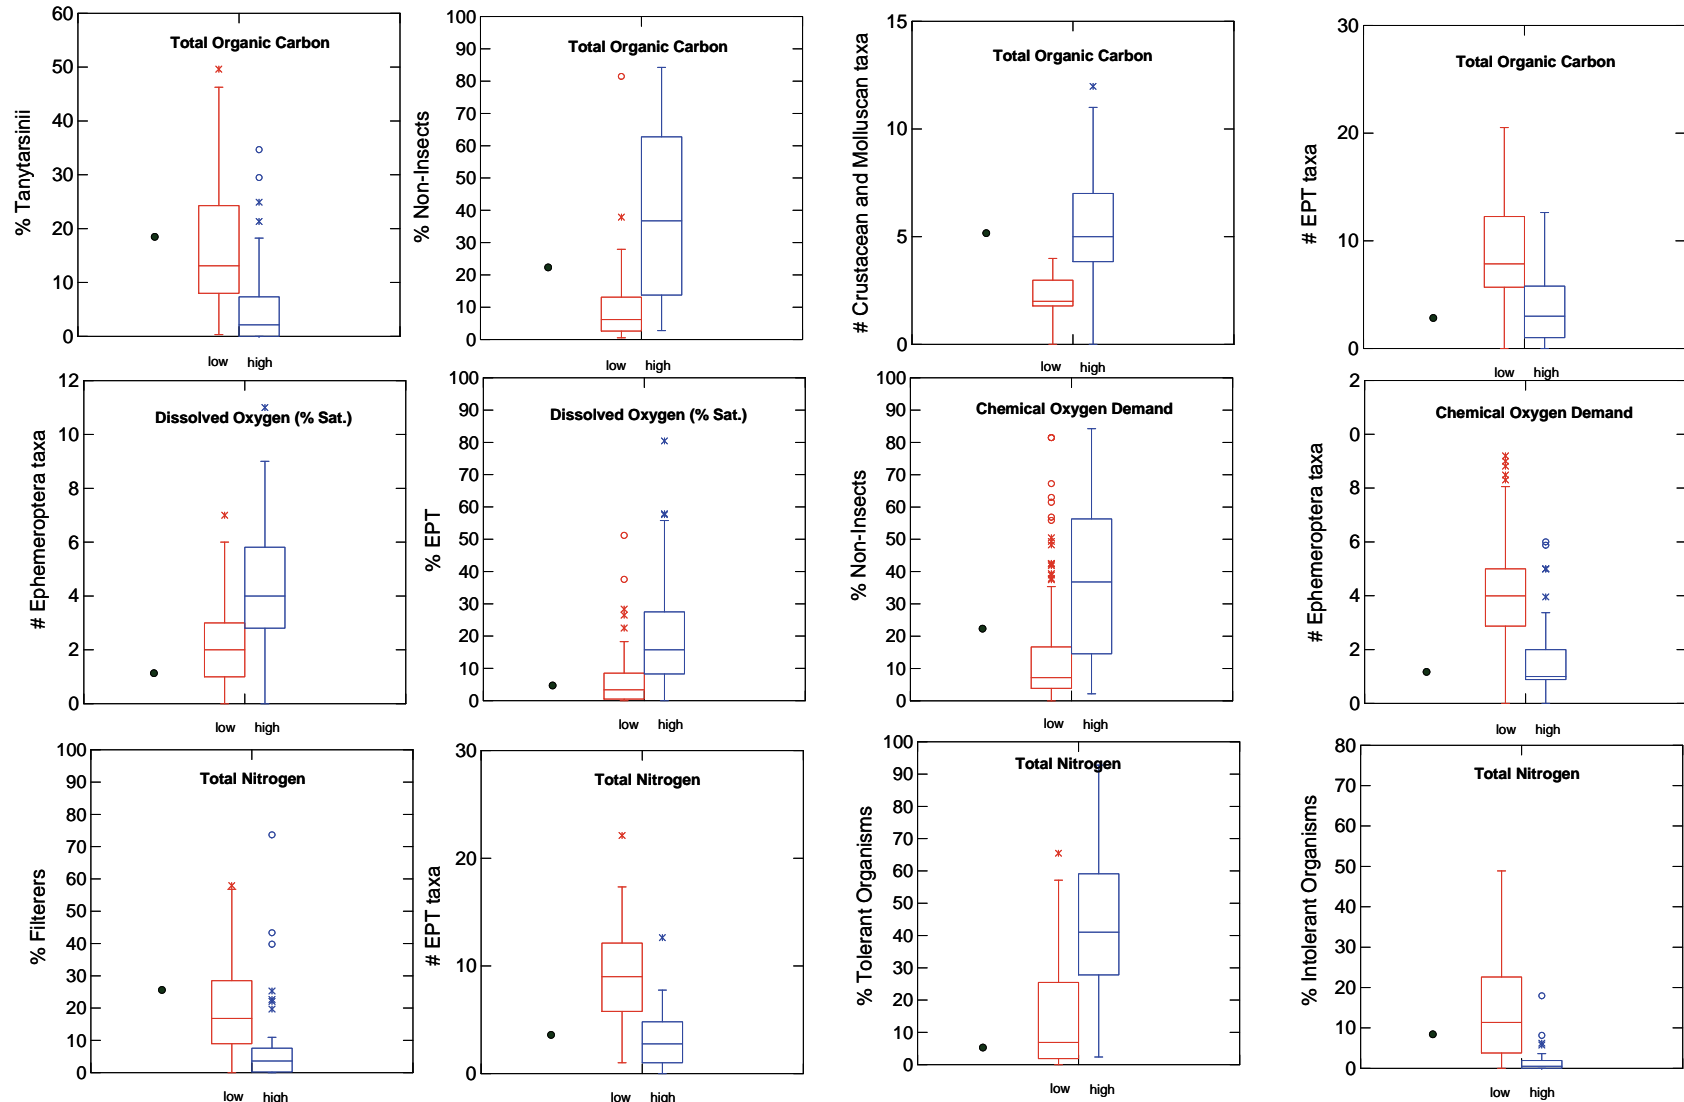 60
50
40
30
20
10
0
% Tanytarsinii
Total Organic Carbon
low high
100
90
80
70
60
50
40
30
20
10
0
% Non-Insects
Total Organic Carbon
low high
15
10
5
0
# Crustacean and Molluscan taxa
Total Organic Carbon
low high
30
20
10
0
# EPT taxa
Total Organic Carbon
low high
12
10
8
6
4
2
0
# Ephemeroptera taxa
Dissolved Oxygen (% Sat.)
low high
100
90
80
70
60
50
40
30
20
10
0
% EPT
Dissolved Oxygen (% Sat.)
low high
100
90
80
70
60
50
40
30
20
10
0
% Non-Insects
Chemical Oxygen Demand
low high
2
0
8
6
4
2
0
# Ephemeroptera taxa
Chemical Oxygen Demand
low high
100
90
80
70
60
50
40
30
20
10
0
% Filterers
Total Nitrogen
low high
30
20
10
0
# EPT taxa
Total Nitrogen
low high
100
90
80
70
60
50
40
30
20
10
0
% Tolerant Organisms
Total Nitrogen
low high
80
70
60
50
40
30
20
10
0
% Intolerant Organisms
Total Nitrogen
low high